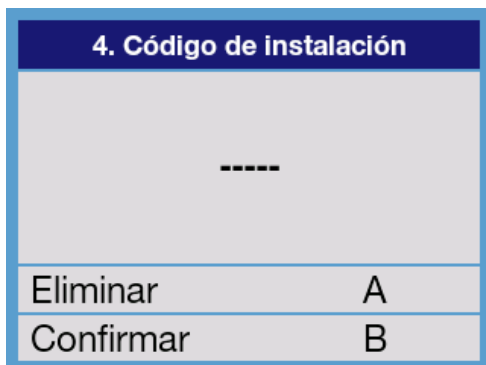 4. Código de instalación
-----
Eliminar A
Confirmar B